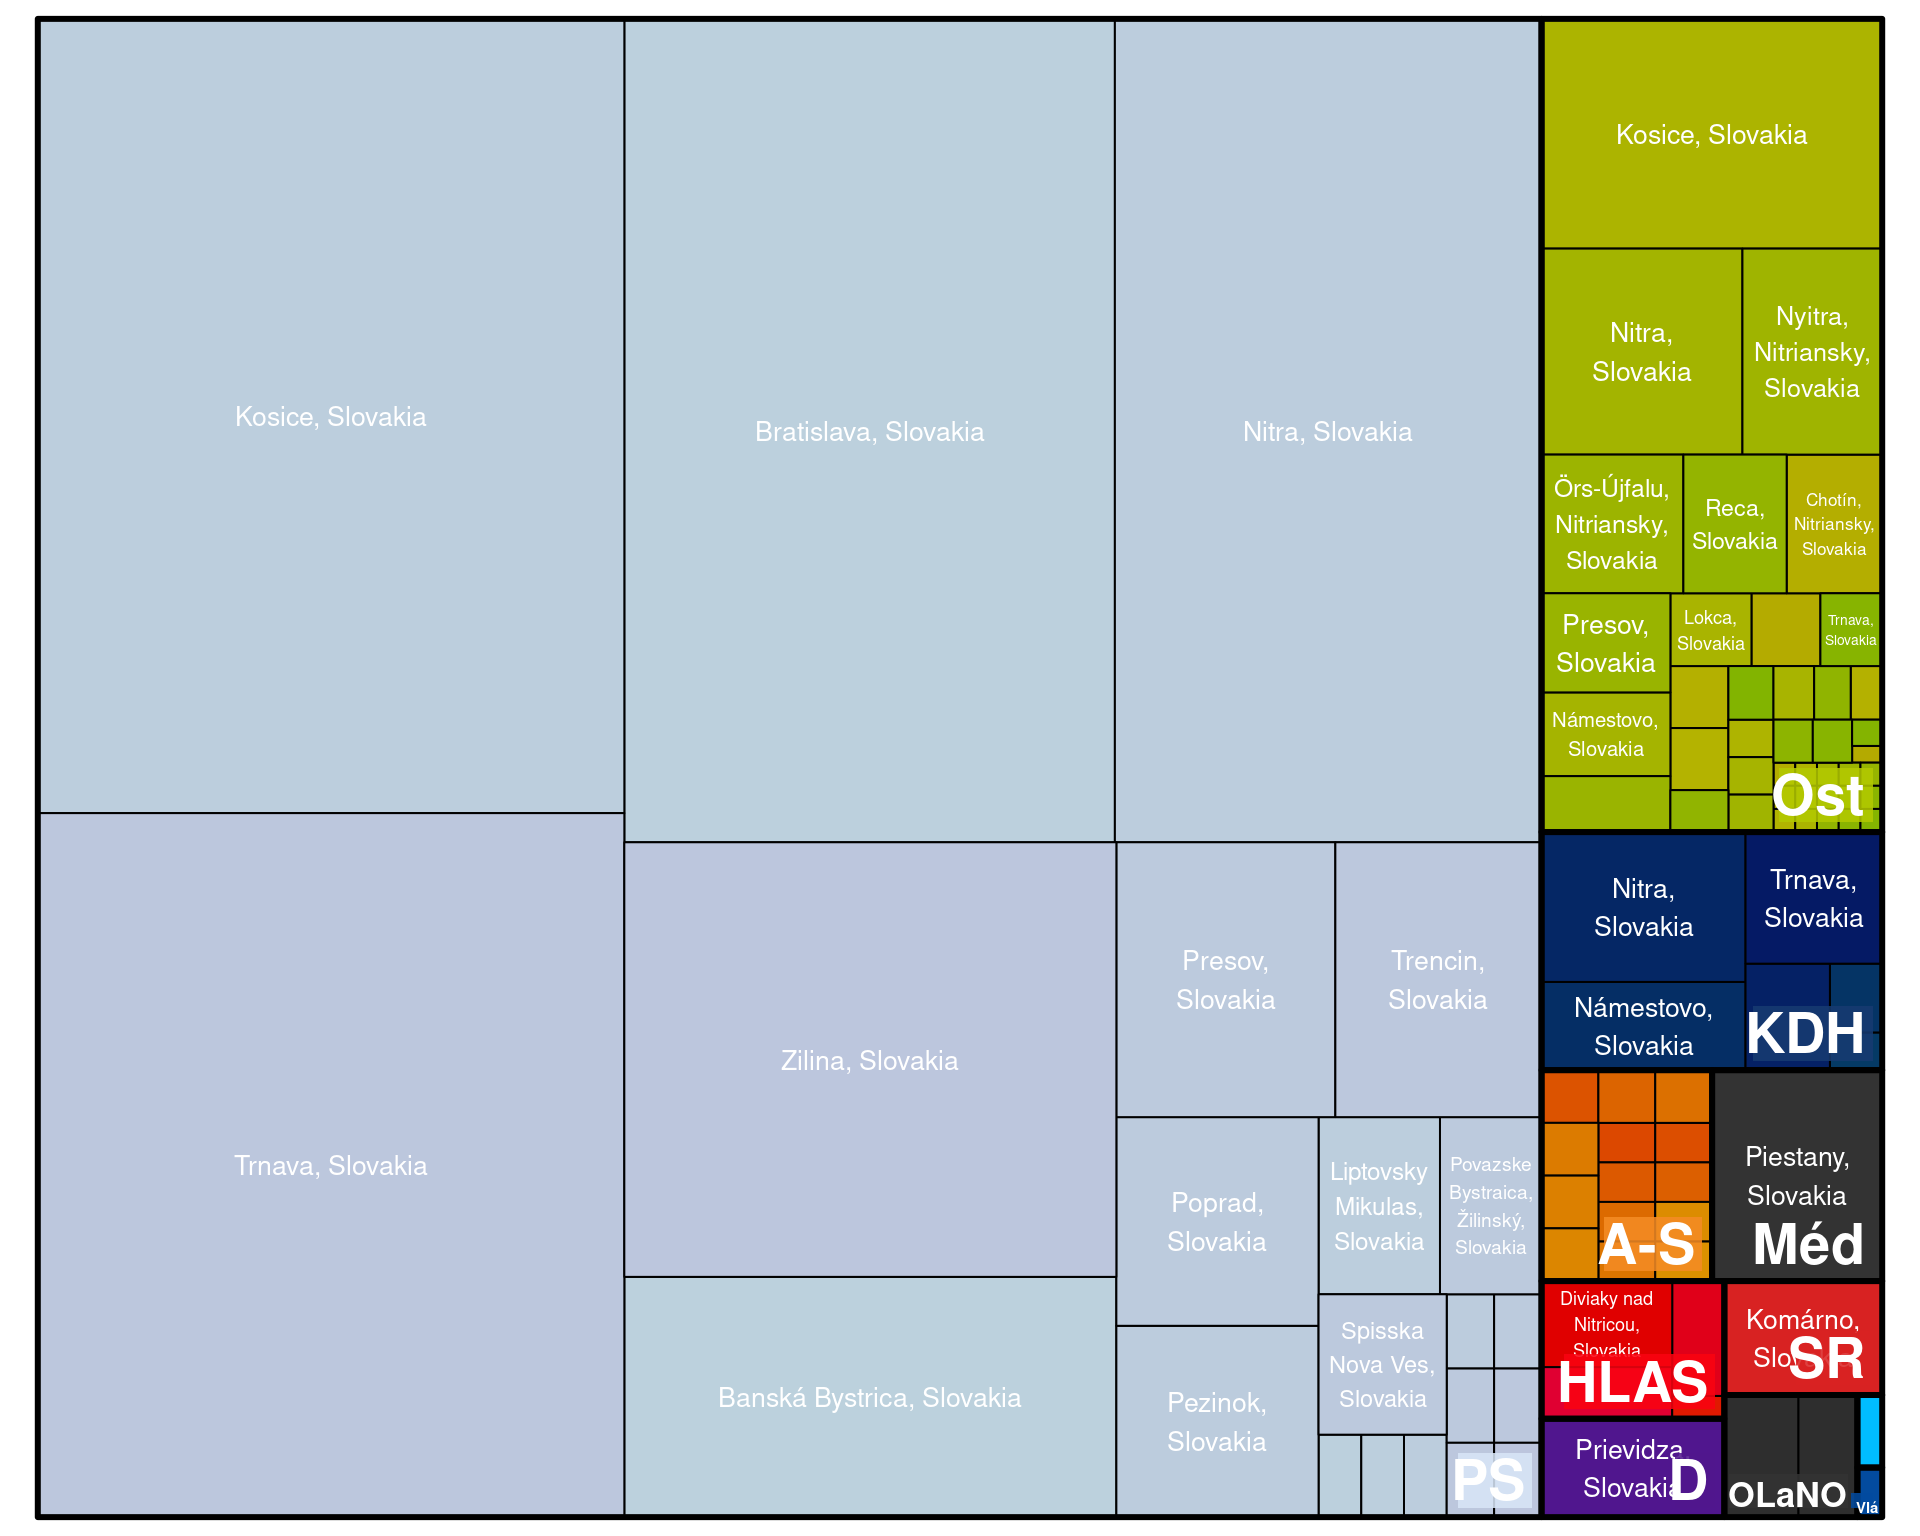 Kosice, Slovakia
Bratislava, Slovakia
Nitra, Slovakia
Trnava, Slovakia
Zilina, Slovakia
Banská Bystrica, Slovakia
Presov,
Slovakia
Trencin,
Slovakia
Poprad,
Slovakia
Liptovsky
Mikulas,
Slovakia
Povazske
Bystraica,
Žilinský,
Slovakia
Pezinok,
Slovakia
Spisska
Nova Ves,
Slovakia
PS
Kosice, Slovakia
Nitra,
Slovakia
Nyitra,
Nitriansky,
Slovakia
Örs-Újfalu,
Nitriansky,
Slovakia
Reca,
Slovakia
Chotín,
Nitriansky,
Slovakia
Presov,
Slovakia
Lokca,
Slovakia
Trnava,
Slovakia
Námestovo,
Slovakia
Ost
Nitra,
Slovakia
Trnava,
Slovakia
Námestovo,
Slovakia
KDH
A-S
Piestany,
Slovakia
Méd
Diviaky nad
Nitricou,
Slovakia
HLAS
Komárno,
Slovakia
SR
Prievidza,
Slovakia
D
OLaNO
Vlá